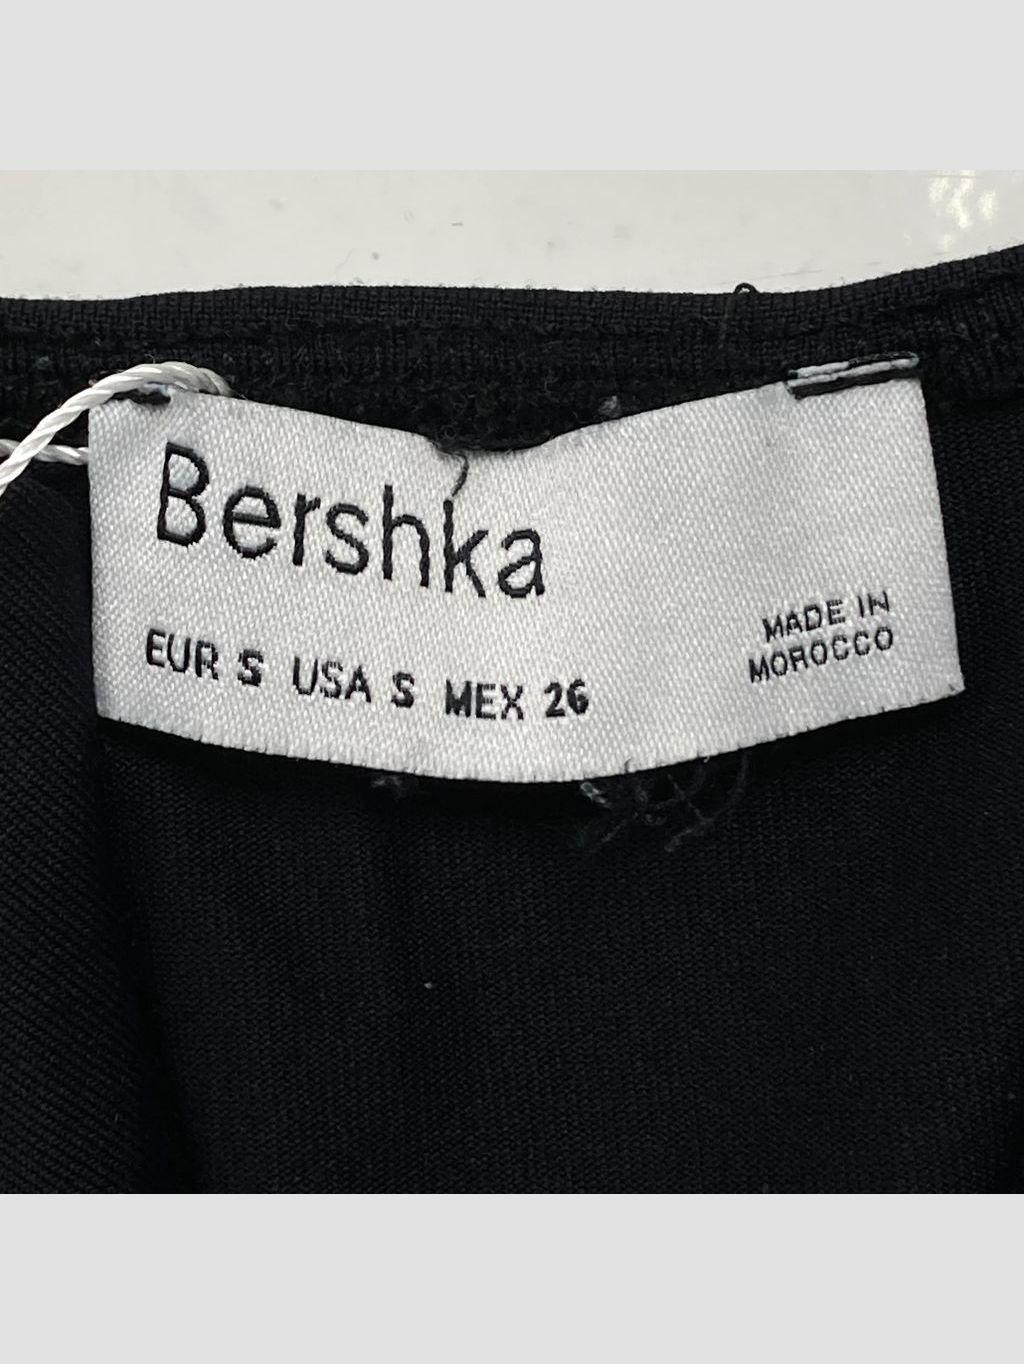 Bershka
EUR S USA S MEX 26
MADE IN
MOROCCO